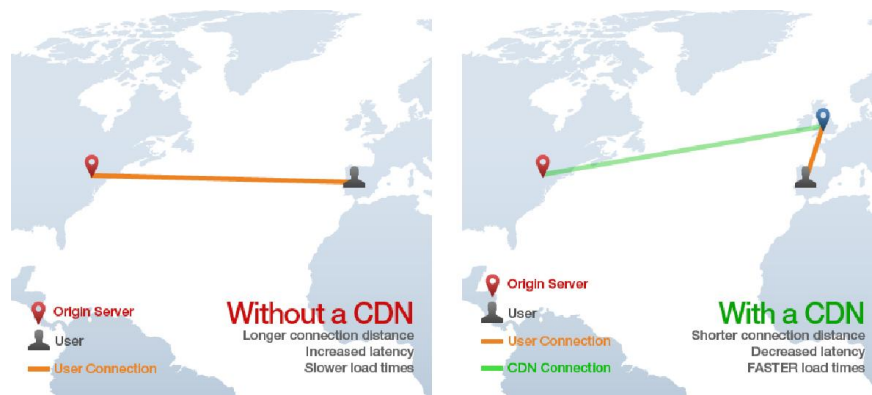 Without a CDN
Longer connection distance
Increased latency
Slower load times
Origin Server
User
User Connection
With a CDN
Shorter connection distance
Decreased latency
FASTER load times
Origin Server
User
User Connection
CDN Connection